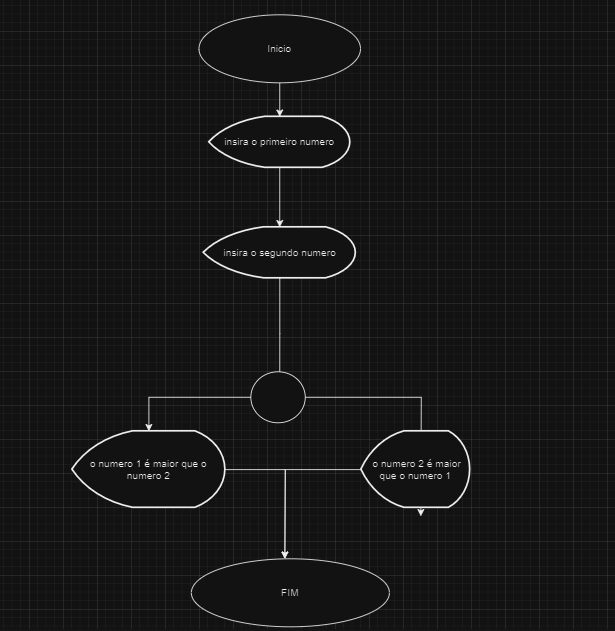 Inicio
insira o primeiro numero
insira o segundo numero
o numero 1 é maior que o
numero 2
o numero 2 é maior
que o numero 1
FIM